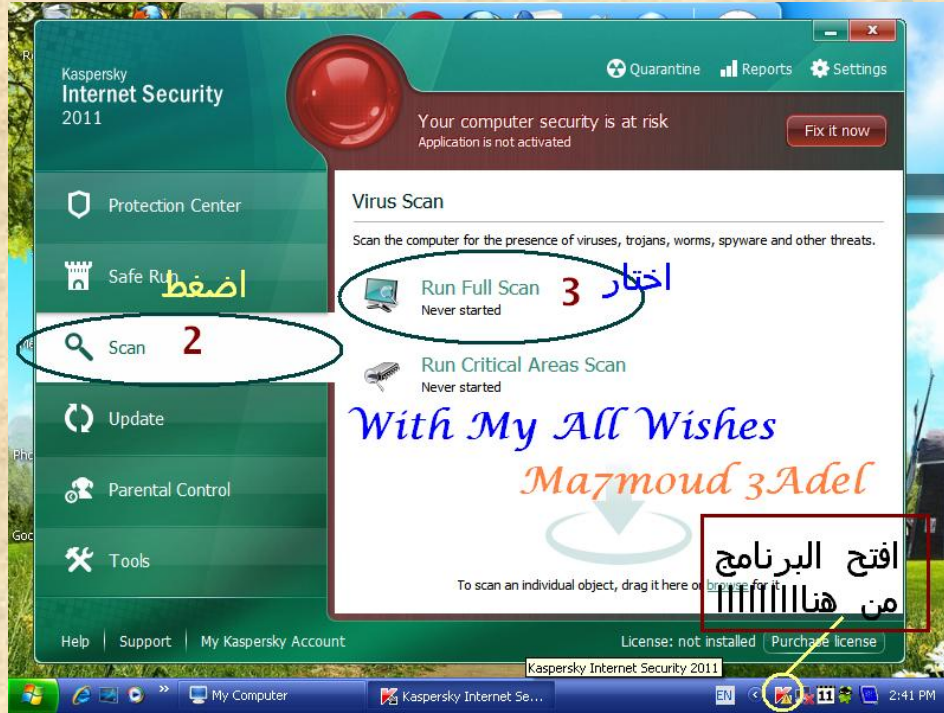 Kaspersky
Internet Security
2011
Quarantine
Reports
Settings
Your computer security is at risk
Application is not activated
Fix it now
Protection Center
Safe Run
اضغط
Scan
2
Update
Parental Control
Tools
Virus Scan
Scan the computer for the presence of viruses, trojans, worms, spyware and other threats.
Run Full Scan
Never started
3
اختار
Run Critical Areas Scan
Never started
With My All Wishes
Ma7moud 3Adel
افتح البرنامج
من هناااااااااا
To scan an individual object, drag it here or browse for it
Help
Support
My Kaspersky Account
License: not installed
Purchase license
Kaspersky Internet Security 2011
My Computer
Kaspersky Internet Se...
EN
11
2:41 PM